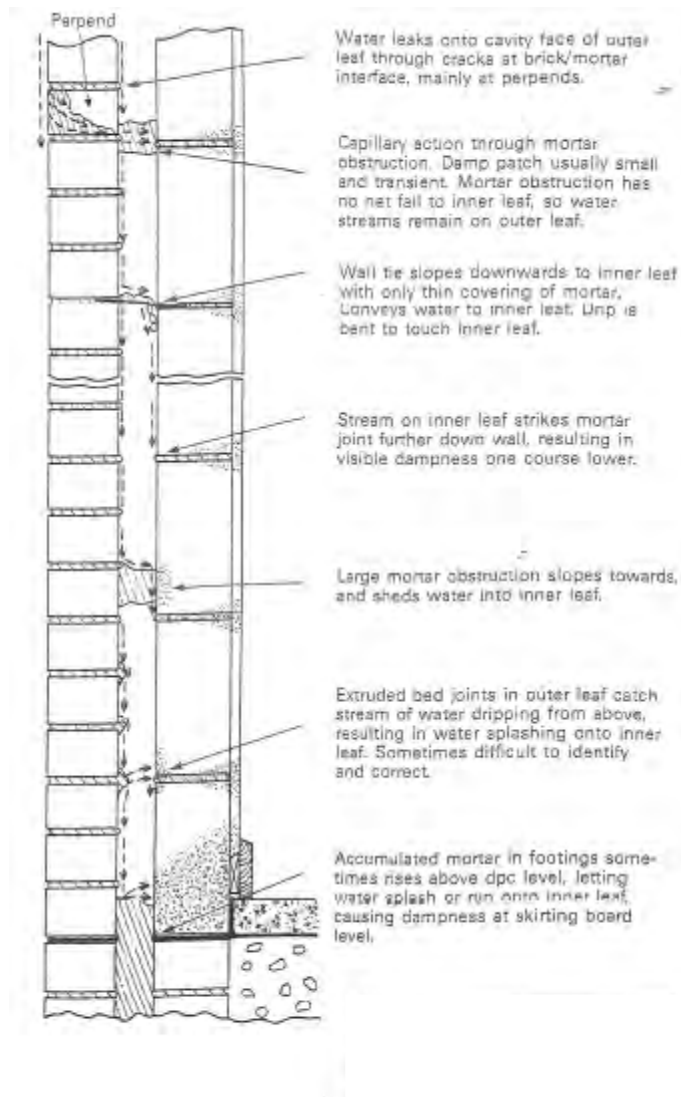 Perpend
Water leaks onto cavity face of outer
leaf through cracks at brick/mortar
interface, mainly at perpends.
Capillary action through mortar
obstruction. Damp patch usually small
and transient. Mortar obstruction has
no net fall to inner leaf, so water
streams remain on outer leaf.
Wall tie slopes downwards to inner leaf
with only thin covering of mortar.
Conveys water to inner leaf. Drip is
bent to touch inner leaf.
Stream on inner leaf strikes mortar
joint further down wall, resulting in
visible dampness one course lower.
Large mortar obstruction slopes towards,
and sheds water into inner leaf.
Extruded bed joints in outer leaf catch
stream of water dripping from above,
resulting in water splashing onto inner
leaf. Sometimes difficult to identify
and correct.
Accumulated mortar in footings some-
times rises above dpc level, letting
water splash or run onto inner leaf,
causing dampness at skirting board
level.